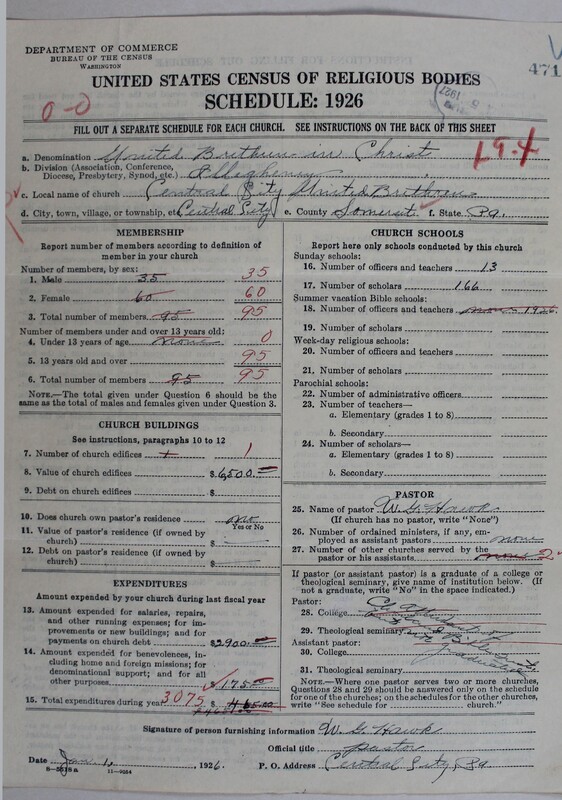 DEPARTMENT OF COMMERCE
BUREAU OF THE CENSUS
WASHINGTON
471
1927
UNITED STATES CENSUS OF RELIGIOUS BODIES
SCHEDULE: 1926
0-0
FILL OUT A SEPARATE SCHEDULE FOR EACH CHURCH. SEE INSTRUCTIONS ON THE BACK OF THIS SHEET
a. Denomination United Brethren in Christ
b. Division (Association, Conference, Diocese, Presbytery, Synod, etc.) Allegheny
c. Local name of church Central City United Brethren
d. City, town, village, or township, etc Central City e. County Somerset f. State Pa.
MEMBERSHIP
Report number of members according to definition of member in your church
Number of members, by sex:
1. Male 35 35
2. Female 60 60
3. Total number of members 95 95
Number of members under and over 13 years old:
4. Under 13 years of age none 0
5. 13 years old and over 95
6. Total number of members 95 95
NOTE.—The total given under Question 6 should be the same as the total of males and females given under Question 3.
CHURCH BUILDINGS
See instructions, paragraphs 10 to 12
7. Number of church edifices 1
8. Value of church edifices $6,500.
9. Debt on church edifices $
10. Does church own pastor's residence no
Yes or No
11. Value of pastor's residence (if owned by church) $
12. Debt on pastor's residence (if owned by church) $
EXPENDITURES
Amount expended by your church during last fiscal year
13. Amount expended for salaries, repairs, and other running expenses; for improvements or new buildings; and for payments on church debt $2900.
14. Amount expended for benevolences, including home and foreign missions; for denominational support; and for all other purposes $175.00
15. Total expenditures during year 3075
CHURCH SCHOOLS
Report here only schools conducted by this church
Sunday schools:
16. Number of officers and teachers 13
17. Number of scholars 166
Summer vacation Bible schools:
18. Number of officers and teachers none 1926
19. Number of scholars
Week-day religious schools:
20. Number of officers and teachers
21. Number of scholars
Parochial schools:
22. Number of administrative officers
23. Number of teachers—
a. Elementary (grades 1 to 8)
b. Secondary
24. Number of scholars—
a. Elementary (grades 1 to 8)
b. Secondary
PASTOR
25. Name of pastor W. G. Hawk
(If church has no pastor, write "None")
26. Number of ordained ministers, if any, employed as assistant pastors none
27. Number of other churches served by the pastor or his assistants none 2
If pastor (or assistant pastor) is a graduate of a college or theological seminary, give name of institution below. (If not a graduate, write "No" in the space indicated.)
Pastor:
28. College
29. Theological seminary
Assistant pastor:
30. College
31. Theological seminary
NOTE.—Where one pastor serves two or more churches, Questions 28 and 29 should be answered only on the schedule for one of the churches; on the schedules for the other churches, write "See schedule for church."
Signature of person furnishing information W. G. Hawk
Official title pastor
Date Jan 1, 1926 P. O. Address Central City, Pa
8-5518a 11-9064